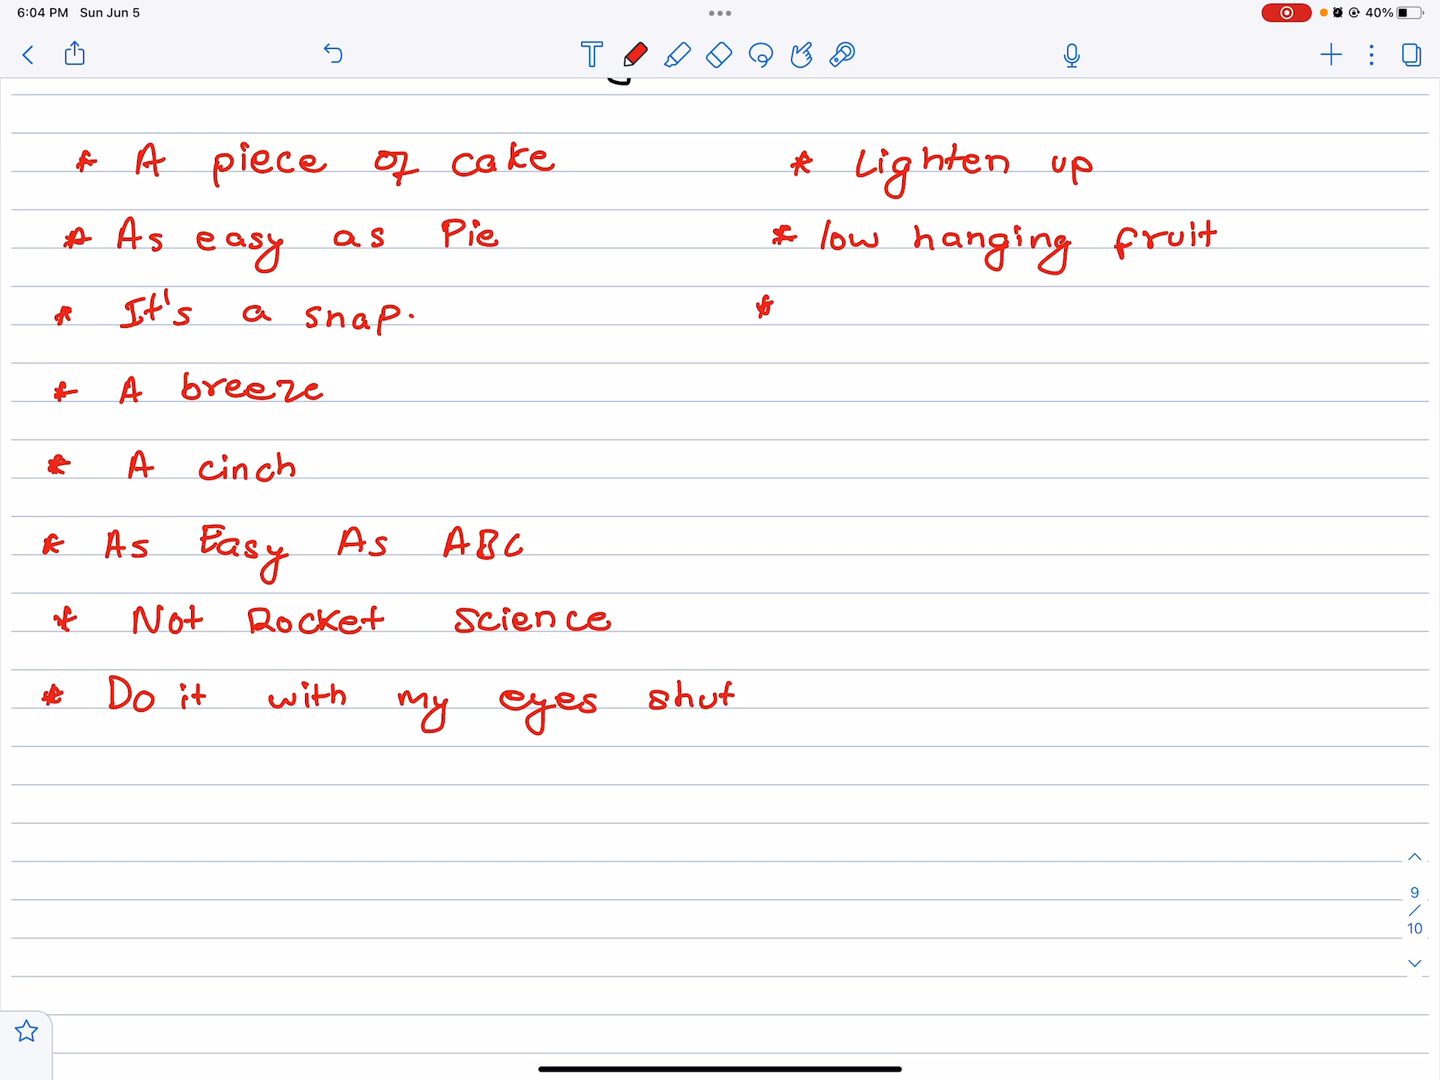 6:04 PM Sun Jun 5
40%
T
* A piece of cake
* As easy as Pie
* It's a snap.
* A breeze
* A cinch
* As Easy As ABC
* Not Rocket Science
* Do it with my eyes shut
* Lighten up
* low hanging fruit
*
9
/
10